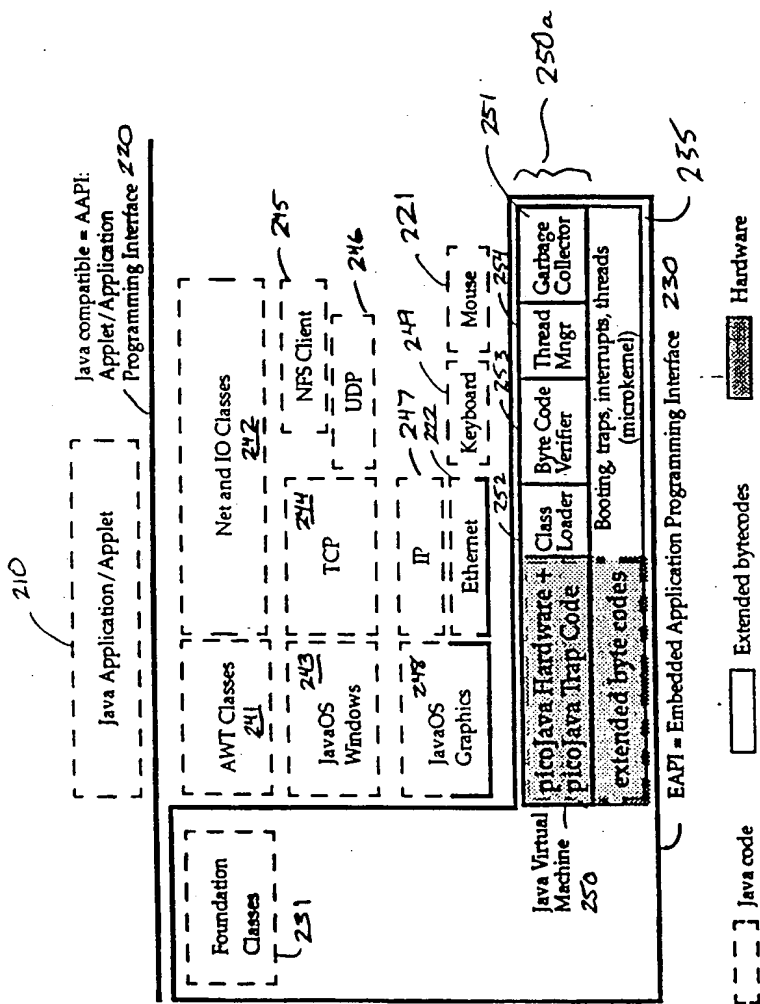 210
Java Application/Applet
Java compatible = AAPI:
Applet/Application
Programming Interface 220
Foundation
Classes
231
AWT Classes
241
Net and IO Classes
242
245
JavaOS
Windows
243
TCP
244
NFS Client
UDP
246
JavaOS
Graphics
248
IP
247
222
Ethernet
249
Keyboard
221
Mouse
Java Virtual
Machine
250
picoJava Hardware +
picoJava Trap Code
extended byte codes
252
Class
Loader
253
Byte Code
Verifier
254
Thread
Mngr
251
Garbage
Collector
250a
Booting, traps, interrupts, threads
(microkernel)
235
EAPI = Embedded Application Programming Interface 230
Java code
Extended bytecodes
Hardware